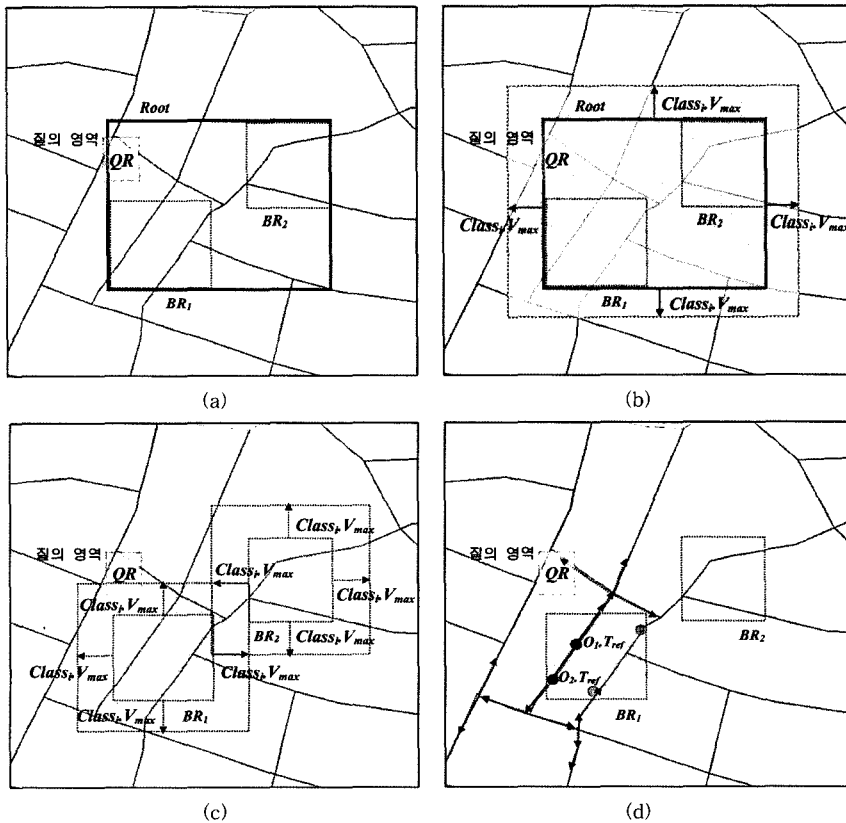 Root
질의 영역
QR
BR₂
BR₁
(a)
Classᵢ.Vmax
Root
질의 영역
QR
Classᵢ.Vmax
BR₂
Classᵢ.Vmax
BR₁
Classᵢ.Vmax
(b)
Classᵢ.Vmax
질의 영역
QR
Classᵢ.Vmax
Classᵢ.Vmax
Classᵢ.Vmax
BR₂
Classᵢ.Vmax
Classᵢ.Vmax
Classᵢ.Vmax
Classᵢ.Vmax
BR₁
(c)
질의 영역
QR
BR₂
O₁.Tref
O₂.Tref
BR₁
(d)